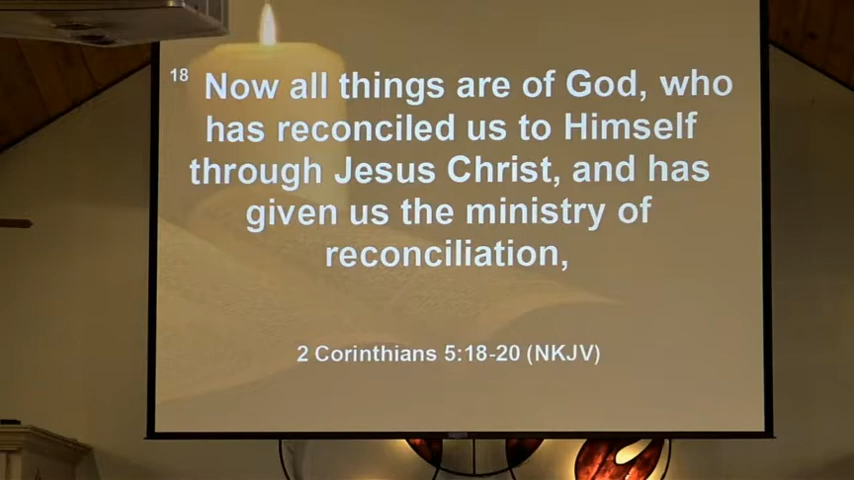 18 Now all things are of God, who
has reconciled us to Himself
through Jesus Christ, and has
given us the ministry of
reconciliation,
2 Corinthians 5:18-20 (NKJV)